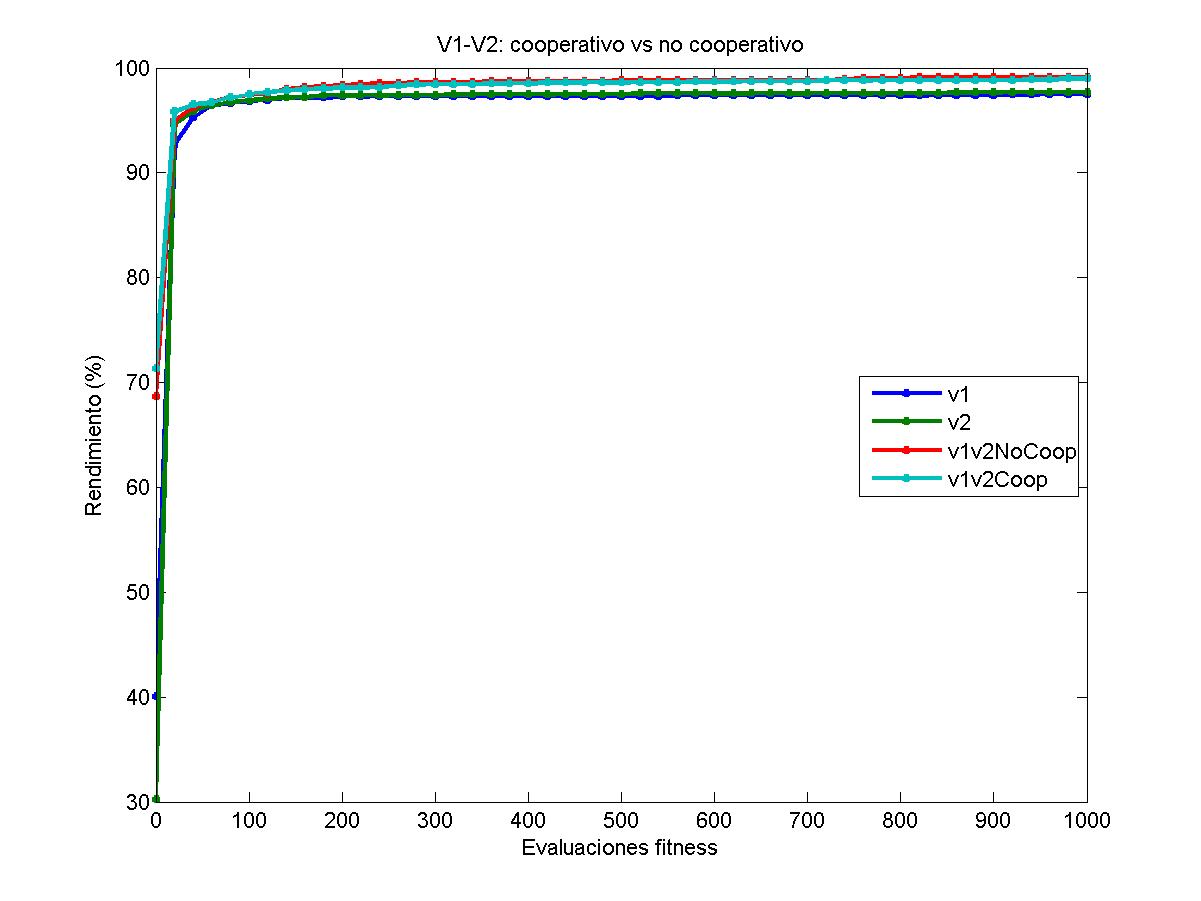 V1-V2: cooperativo vs no cooperativo
100
90
80
70
60
50
40
30
Rendimiento (%)
v1
v2
v1v2NoCoop
v1v2Coop
0 100 200 300 400 500 600 700 800 900 1000
Evaluaciones fitness